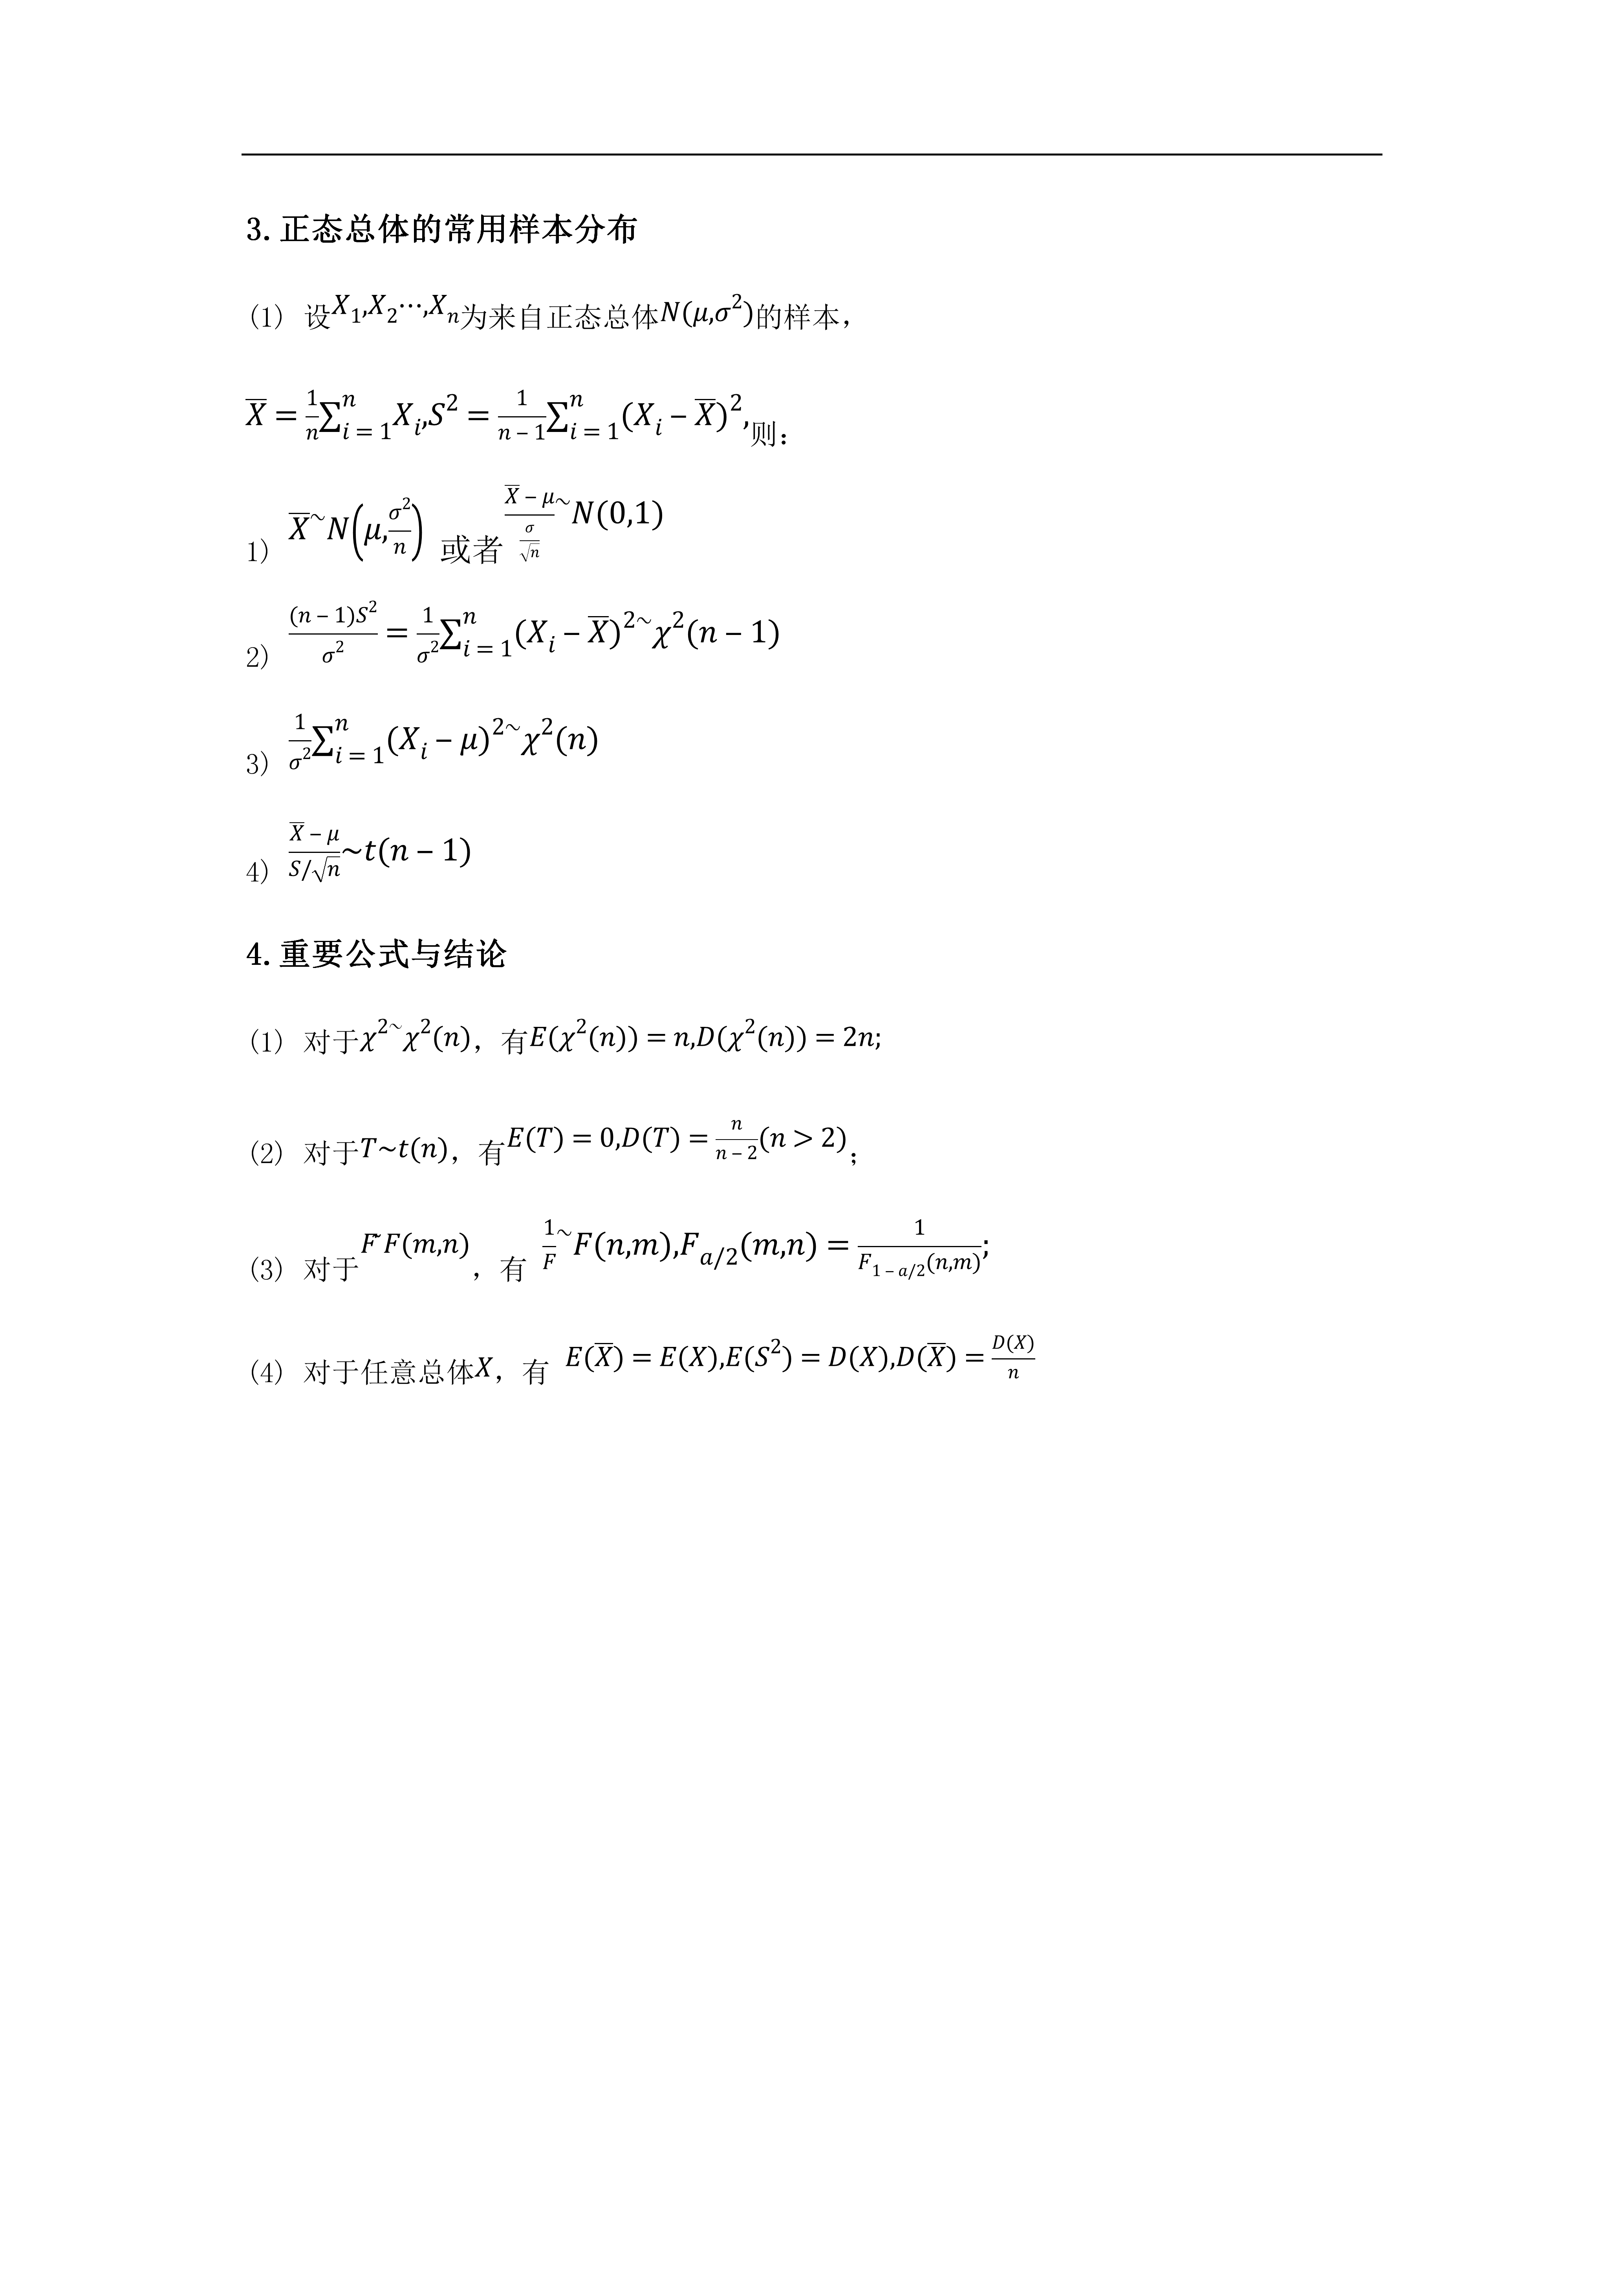 3. 正态总体的常用样本分布
(1) 设$X_1,X_2\cdots,X_n$为来自正态总体$N(\mu,\sigma^2)$的样本，
$\overline{X} = \frac{1}{n}\sum_{i=1}^{n}X_i,S^2 = \frac{1}{n-1}\sum_{i=1}^{n}(X_i-\overline{X})^2,$则：
1) $\overline{X}\sim N\left(\mu,\frac{\sigma^2}{n}\right)$ 或者 $\frac{\overline{X}-\mu}{\frac{\sigma}{\sqrt{n}}}\sim N(0,1)$
2) $\frac{(n-1)S^2}{\sigma^2} = \frac{1}{\sigma^2}\sum_{i=1}^{n}(X_i-\overline{X})^2\sim\chi^2(n-1)$
3) $\frac{1}{\sigma^2}\sum_{i=1}^{n}(X_i-\mu)^2\sim\chi^2(n)$
4) $\frac{\overline{X}-\mu}{S/\sqrt{n}}\sim t(n-1)$
4. 重要公式与结论
(1) 对于$\chi^2\sim\chi^2(n)$，有$E(\chi^2(n)) = n,D(\chi^2(n)) = 2n;$
(2) 对于$T\sim t(n)$，有$E(T) = 0,D(T) = \frac{n}{n-2}(n>2)$；
(3) 对于$F\sim F(m,n)$，有 $\frac{1}{F}\sim F(n,m),F_{a/2}(m,n) = \frac{1}{F_{1-a/2}(n,m)};$
(4) 对于任意总体$X$，有 $E(\overline{X}) = E(X),E(S^2) = D(X),D(\overline{X}) = \frac{D(X)}{n}$